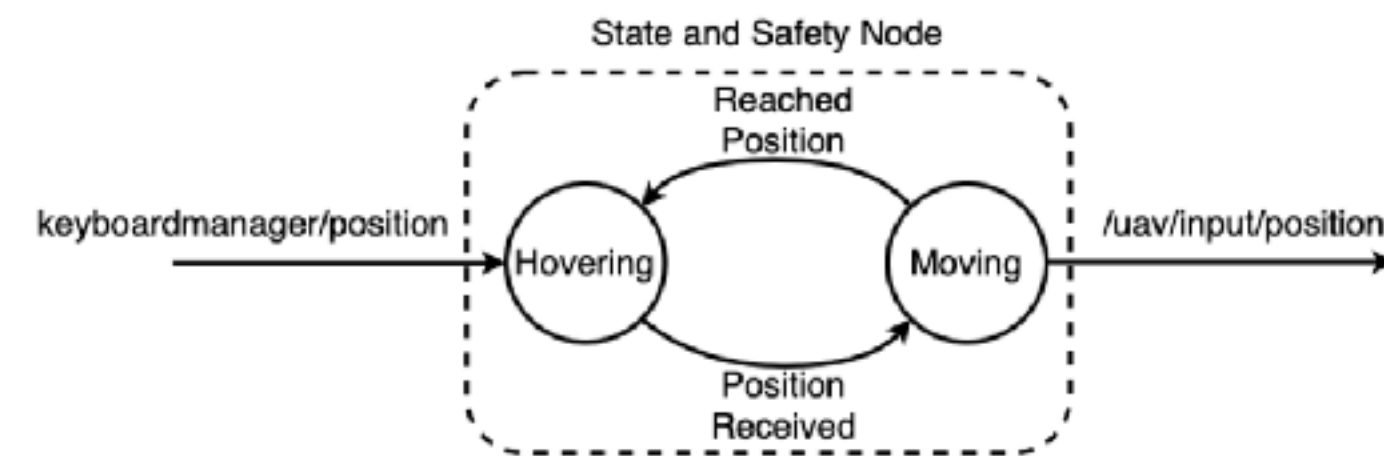 State and Safety Node
Reached
Position
keyboardmanager/position
/uav/input/position
Hovering
Moving
Position
Received